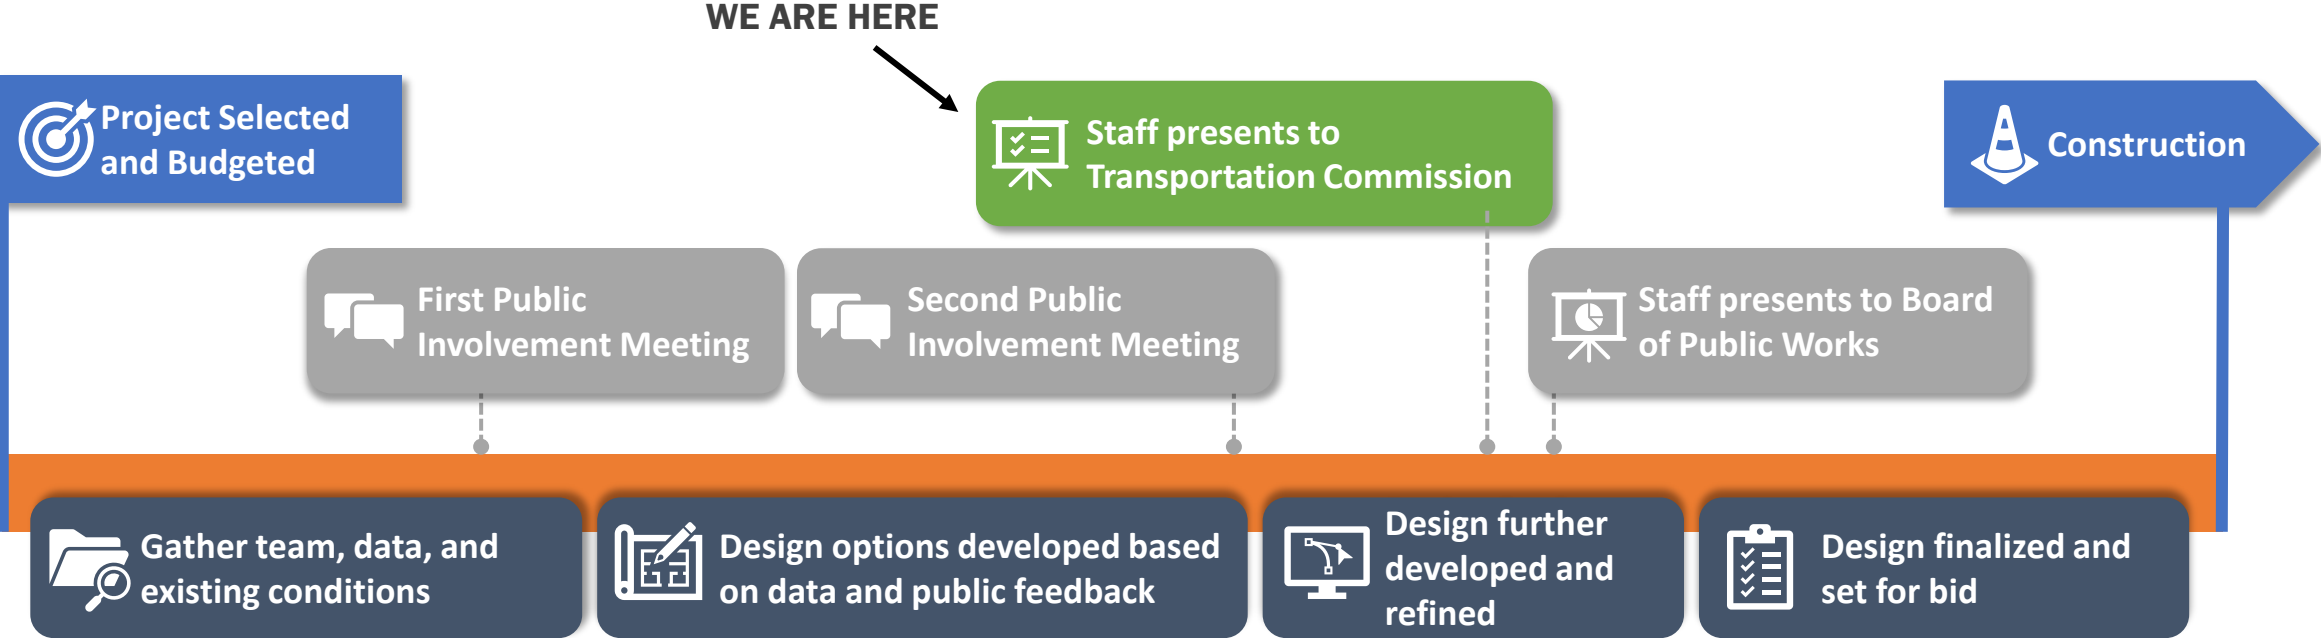 WE ARE HERE
Project Selected
and Budgeted
Staff presents to
Transportation Commission
Construction
First Public
Involvement Meeting
Second Public
Involvement Meeting
Staff presents to Board
of Public Works
Gather team, data, and
existing conditions
Design options developed based
on data and public feedback
Design further
developed and
refined
Design finalized and
set for bid